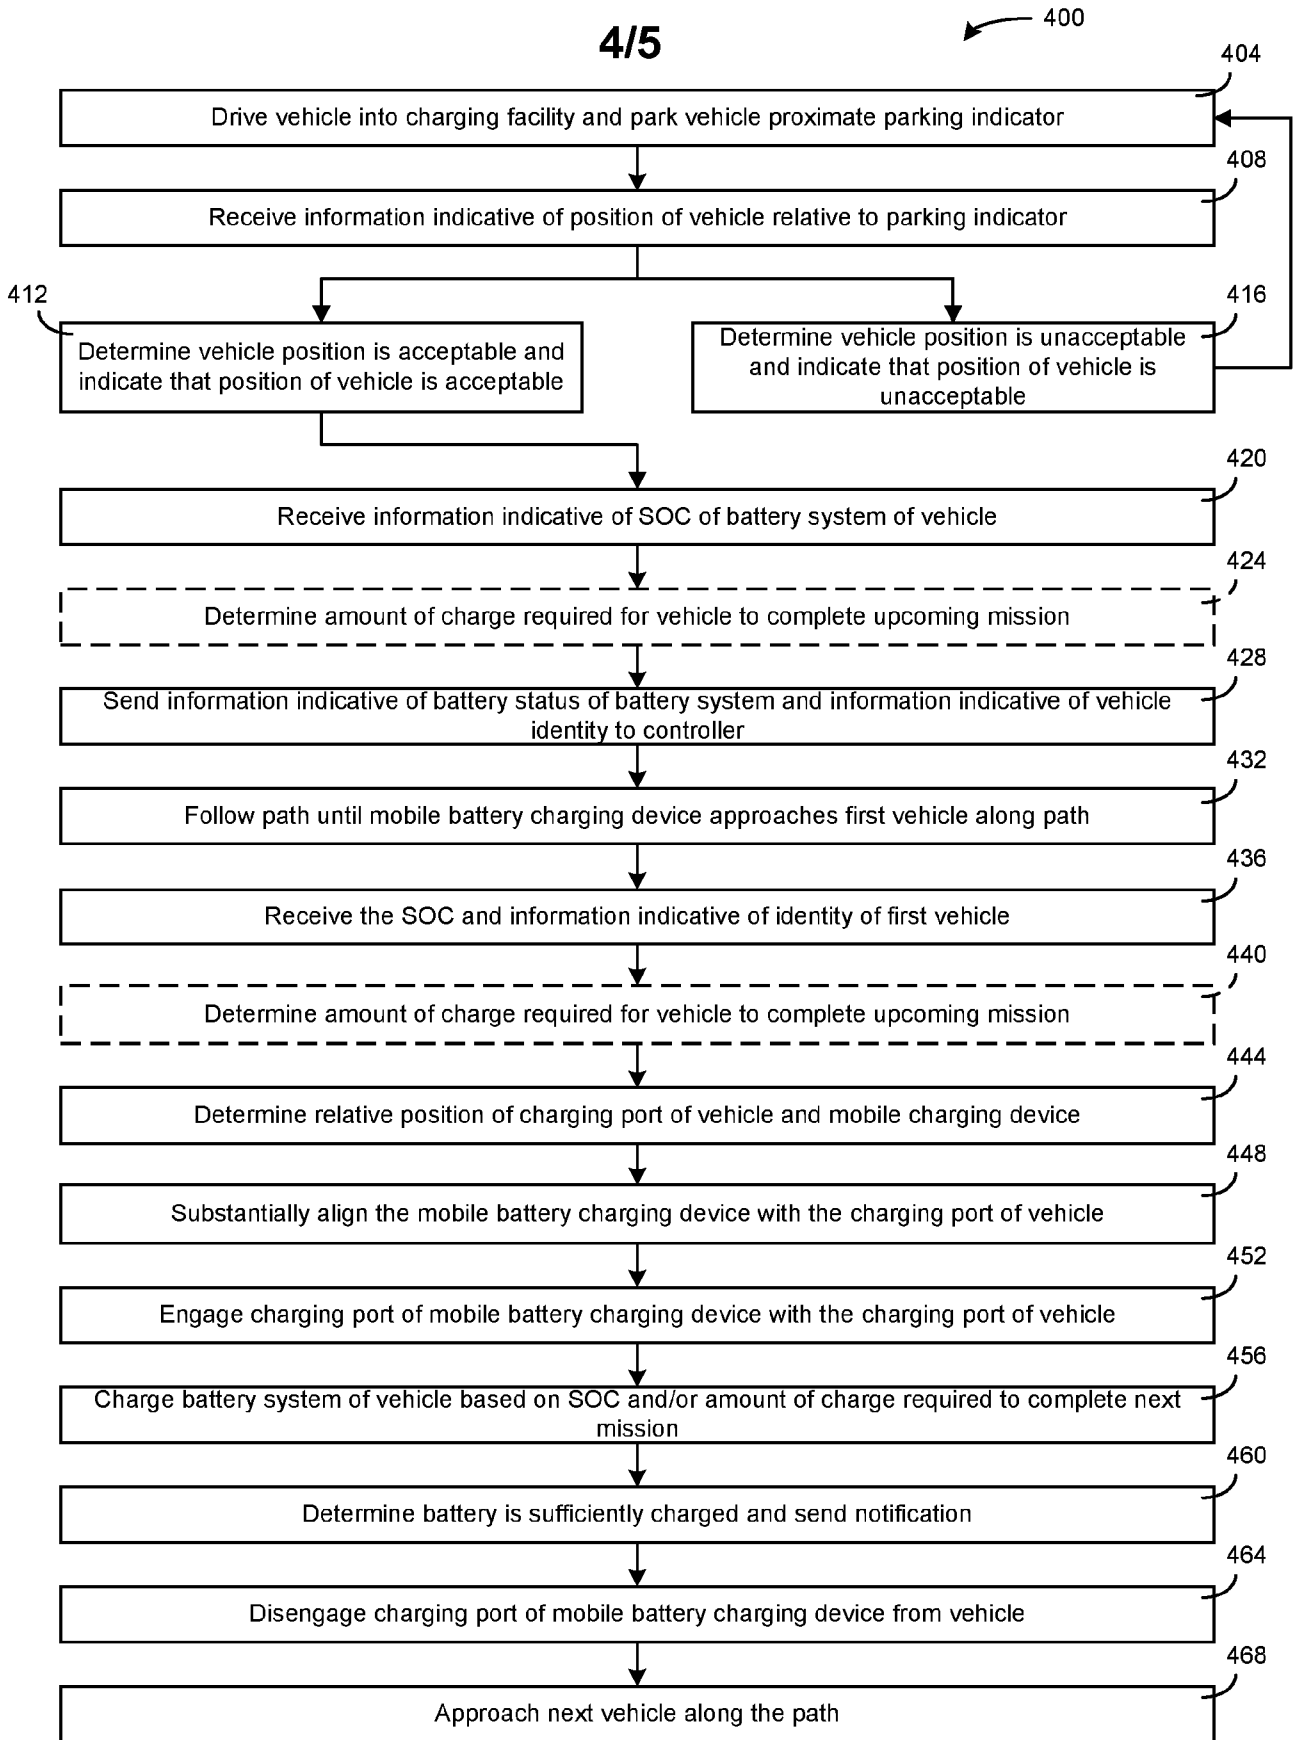 4/5
400
404
Drive vehicle into charging facility and park vehicle proximate parking indicator
408
Receive information indicative of position of vehicle relative to parking indicator
412
Determine vehicle position is acceptable and
indicate that position of vehicle is acceptable
416
Determine vehicle position is unacceptable
and indicate that position of vehicle is
unacceptable
420
Receive information indicative of SOC of battery system of vehicle
424
Determine amount of charge required for vehicle to complete upcoming mission
428
Send information indicative of battery status of battery system and information indicative of vehicle
identity to controller
432
Follow path until mobile battery charging device approaches first vehicle along path
436
Receive the SOC and information indicative of identity of first vehicle
440
Determine amount of charge required for vehicle to complete upcoming mission
444
Determine relative position of charging port of vehicle and mobile charging device
448
Substantially align the mobile battery charging device with the charging port of vehicle
452
Engage charging port of mobile battery charging device with the charging port of vehicle
456
Charge battery system of vehicle based on SOC and/or amount of charge required to complete next
mission
460
Determine battery is sufficiently charged and send notification
464
Disengage charging port of mobile battery charging device from vehicle
468
Approach next vehicle along the path